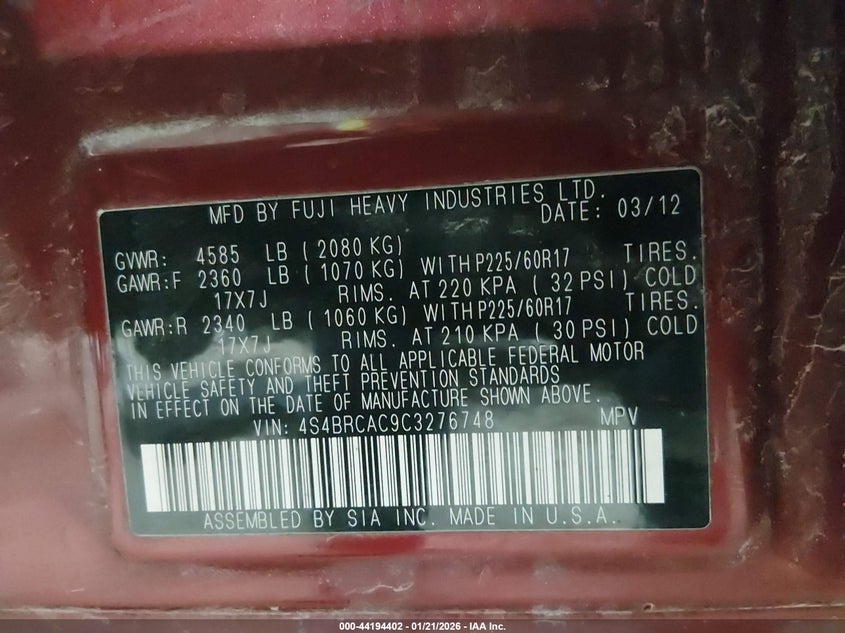 MFD BY FUJI HEAVY INDUSTRIES LTD.
DATE: 03/12
GVWR: 4585 LB ( 2080 KG)
GAWR:F 2360 LB ( 1070 KG) WITH P225/60R17 TIRES.
17X7J RIMS. AT 220 KPA ( 32 PSI) COLD
GAWR:R 2340 LB ( 1060 KG) WITH P225/60R17 TIRES.
17X7J RIMS. AT 210 KPA ( 30 PSI) COLD
THIS VEHICLE CONFORMS TO ALL APPLICABLE FEDERAL MOTOR
VEHICLE SAFETY AND THEFT PREVENTION STANDARDS
IN EFFECT ON THE DATE OF MANUFACTURE SHOWN ABOVE.
VIN: 4S4BRCAC9C3276748 MPV
ASSEMBLED BY SIA INC. MADE IN U.S.A.
000-44194402 - 01/21/2026 - IAA Inc.